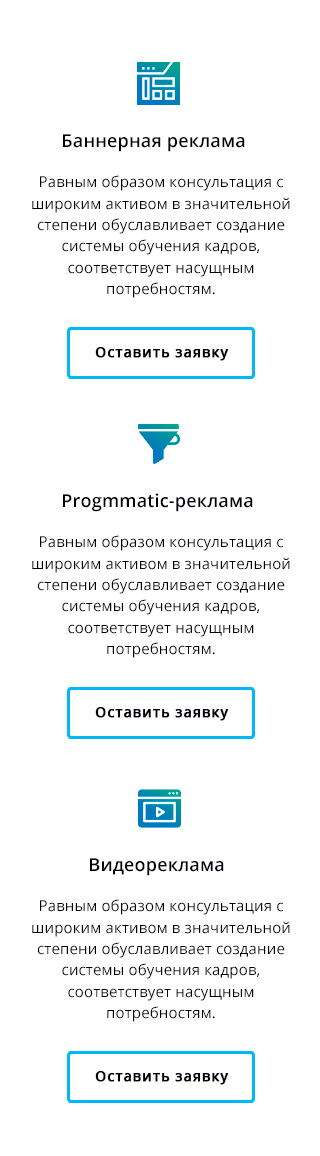 Баннерная реклама
Равным образом консультация с
широким активом в значительной
степени обуславливает создание
системы обучения кадров,
соответствует насущным
потребностям.
Оставить заявку
Progmmatic-реклама
Равным образом консультация с
широким активом в значительной
степени обуславливает создание
системы обучения кадров,
соответствует насущным
потребностям.
Оставить заявку
Видеореклама
Равным образом консультация с
широким активом в значительной
степени обуславливает создание
системы обучения кадров,
соответствует насущным
потребностям.
Оставить заявку